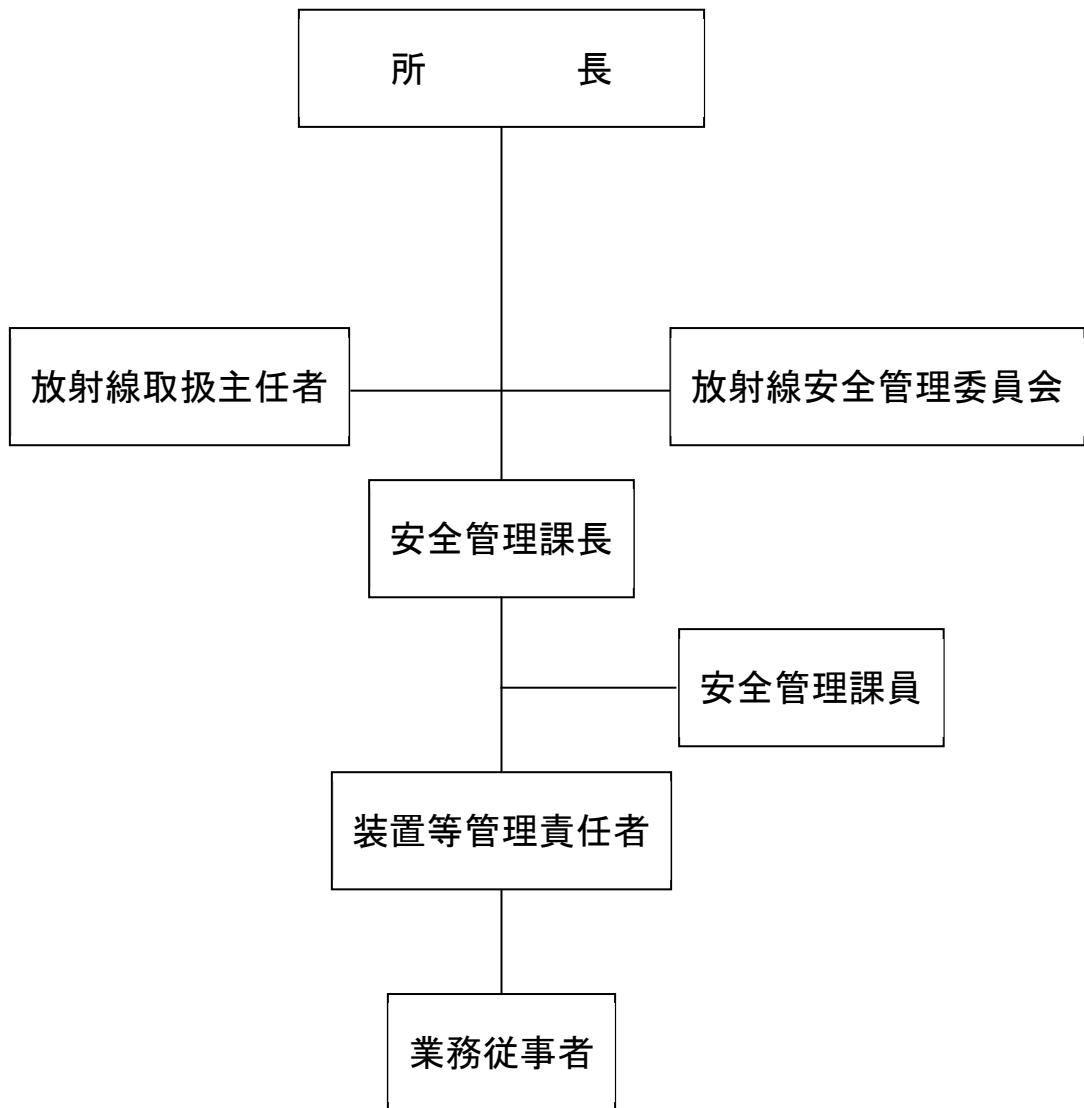 所　　　　長
放射線取扱主任者
放射線安全管理委員会
安全管理課長
安全管理課員
装置等管理責任者
業務従事者